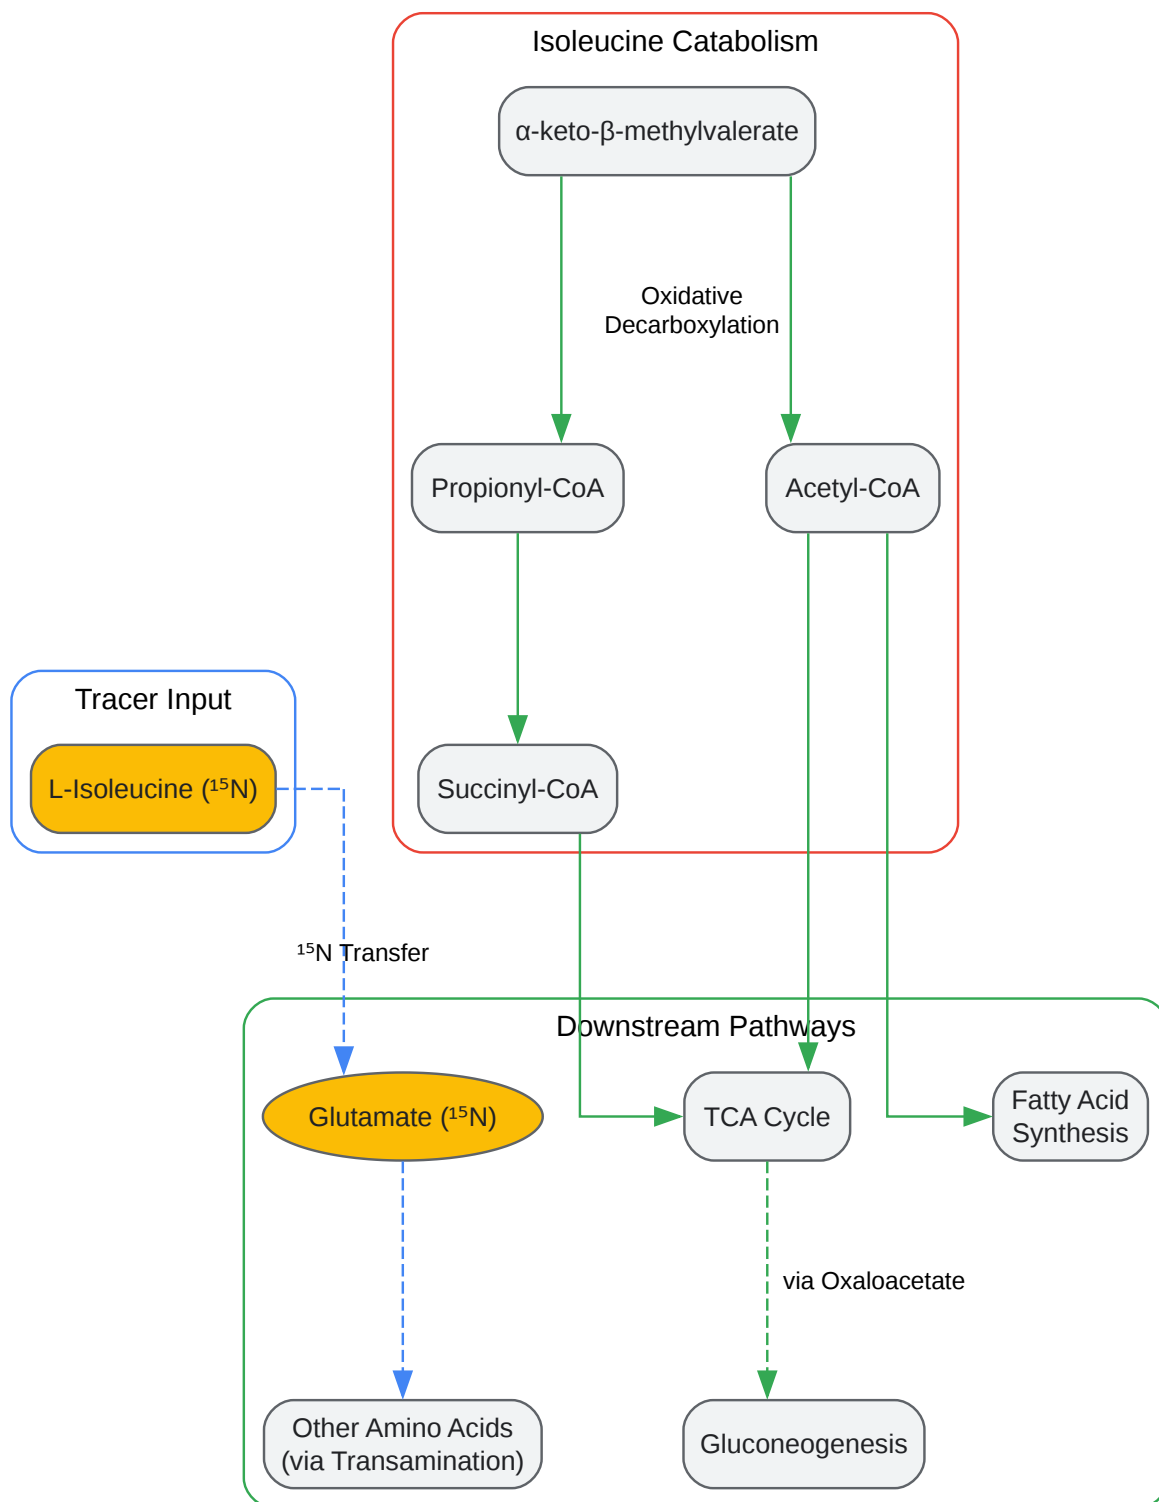 Isoleucine Catabolism
α-keto-β-methylvalerate
Oxidative
Decarboxylation
Propionyl-CoA
Acetyl-CoA
Tracer Input
L-Isoleucine (¹⁵N)
Succinyl-CoA
¹⁵N Transfer
Downstream Pathways
Glutamate (¹⁵N)
TCA Cycle
Fatty Acid
Synthesis
via Oxaloacetate
Other Amino Acids
(via Transamination)
Gluconeogenesis